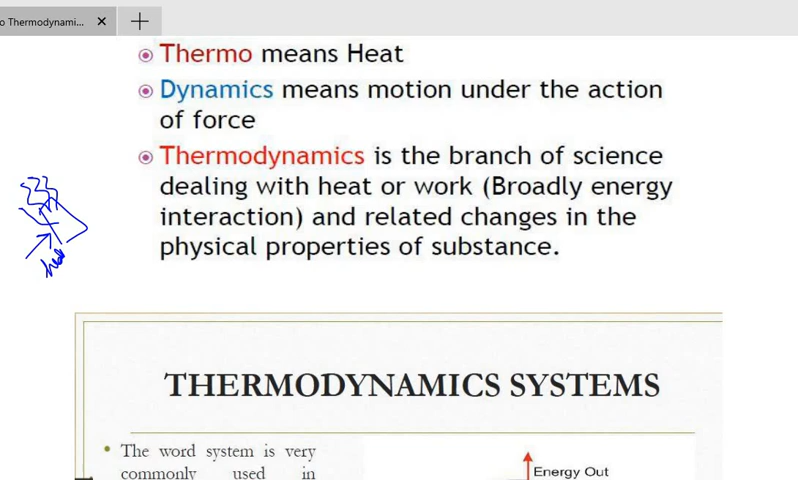 o Thermodynami...
Thermo means Heat
Dynamics means motion under the action
of force
Thermodynamics is the branch of science
dealing with heat or work (Broadly energy
interaction) and related changes in the
physical properties of substance.
THERMODYNAMICS SYSTEMS
The word system is very
commonly used in
Energy Out